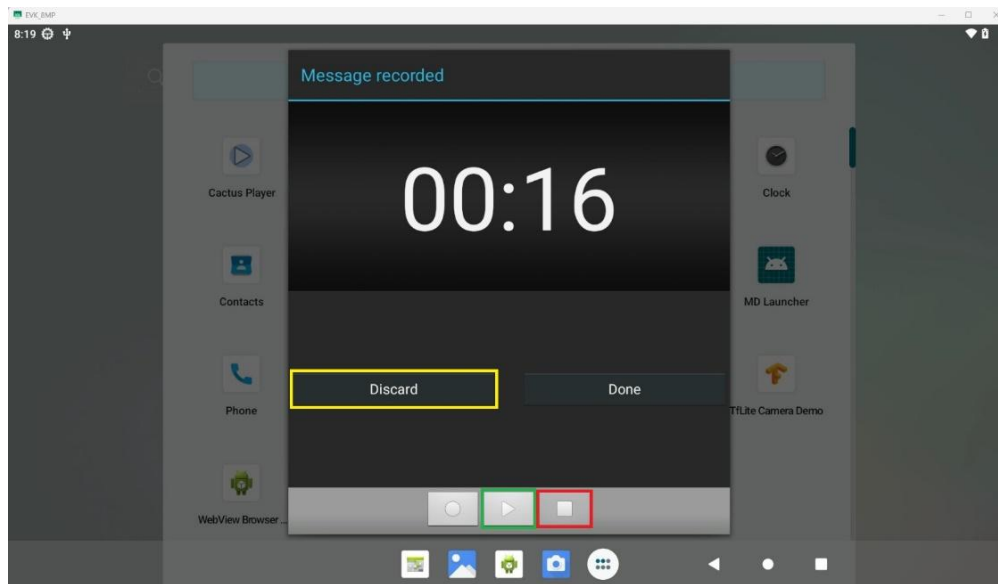 EVK_BMP
8:19
Message recorded
00:16
Cactus Player
Clock
Contacts
MD Launcher
Discard
Done
Phone
TfLite Camera Demo
WebView Browser ...